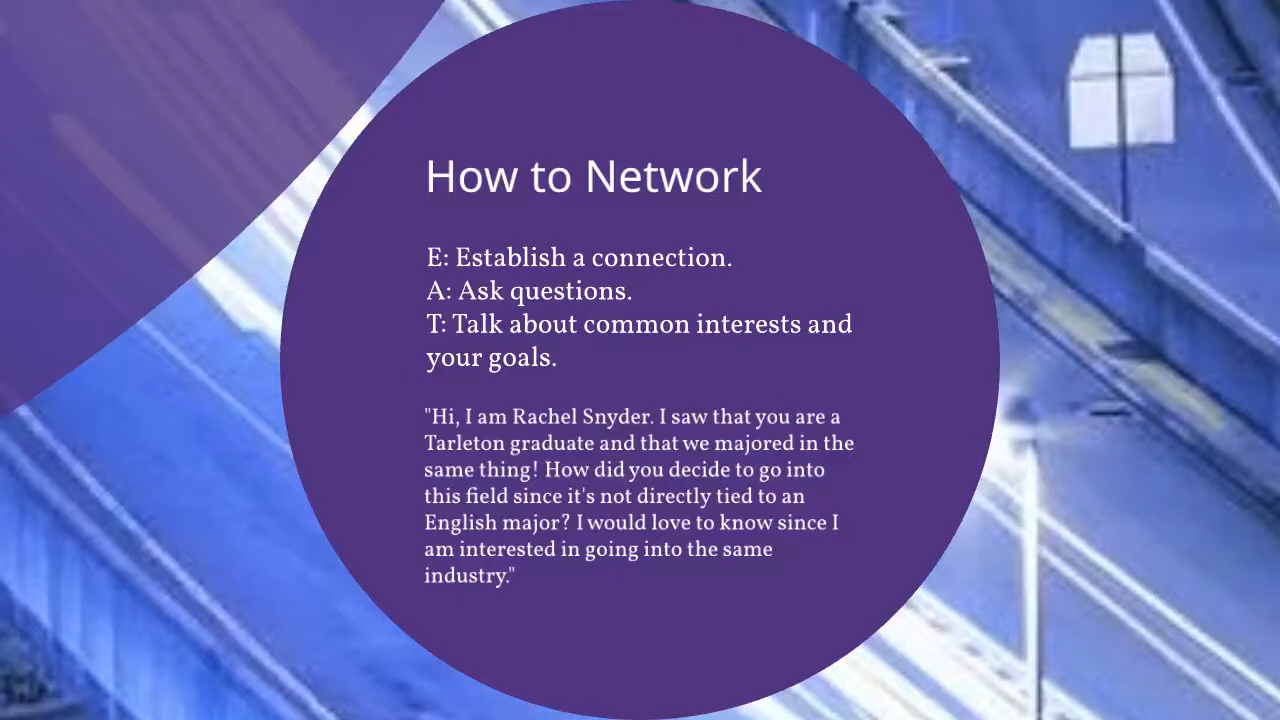 How to Network
E: Establish a connection.
A: Ask questions.
T: Talk about common interests and
your goals.
"Hi, I am Rachel Snyder. I saw that you are a
Tarleton graduate and that we majored in the
same thing! How did you decide to go into
this field since it's not directly tied to an
English major? I would love to know since I
am interested in going into the same
industry."